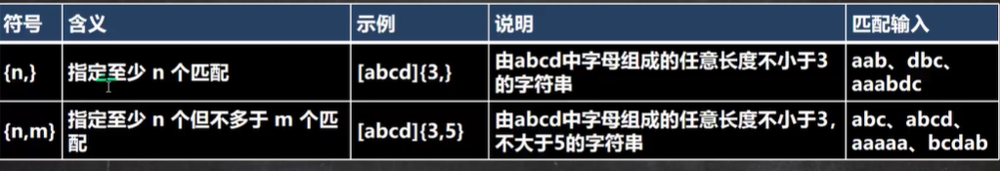 符号 含义 示例 说明 匹配输入
{n,} 指定至少 n 个匹配 [abcd]{3,} 由abcd中字母组成的任意长度不小于3
的字符串 aab、dbc、
aaabdc
{n,m} 指定至少 n 个但不多于 m 个匹
配 [abcd]{3,5} 由abcd中字母组成的任意长度不小于3，
不大于5的字符串 abc、abcd、
aaaaa、bcdab